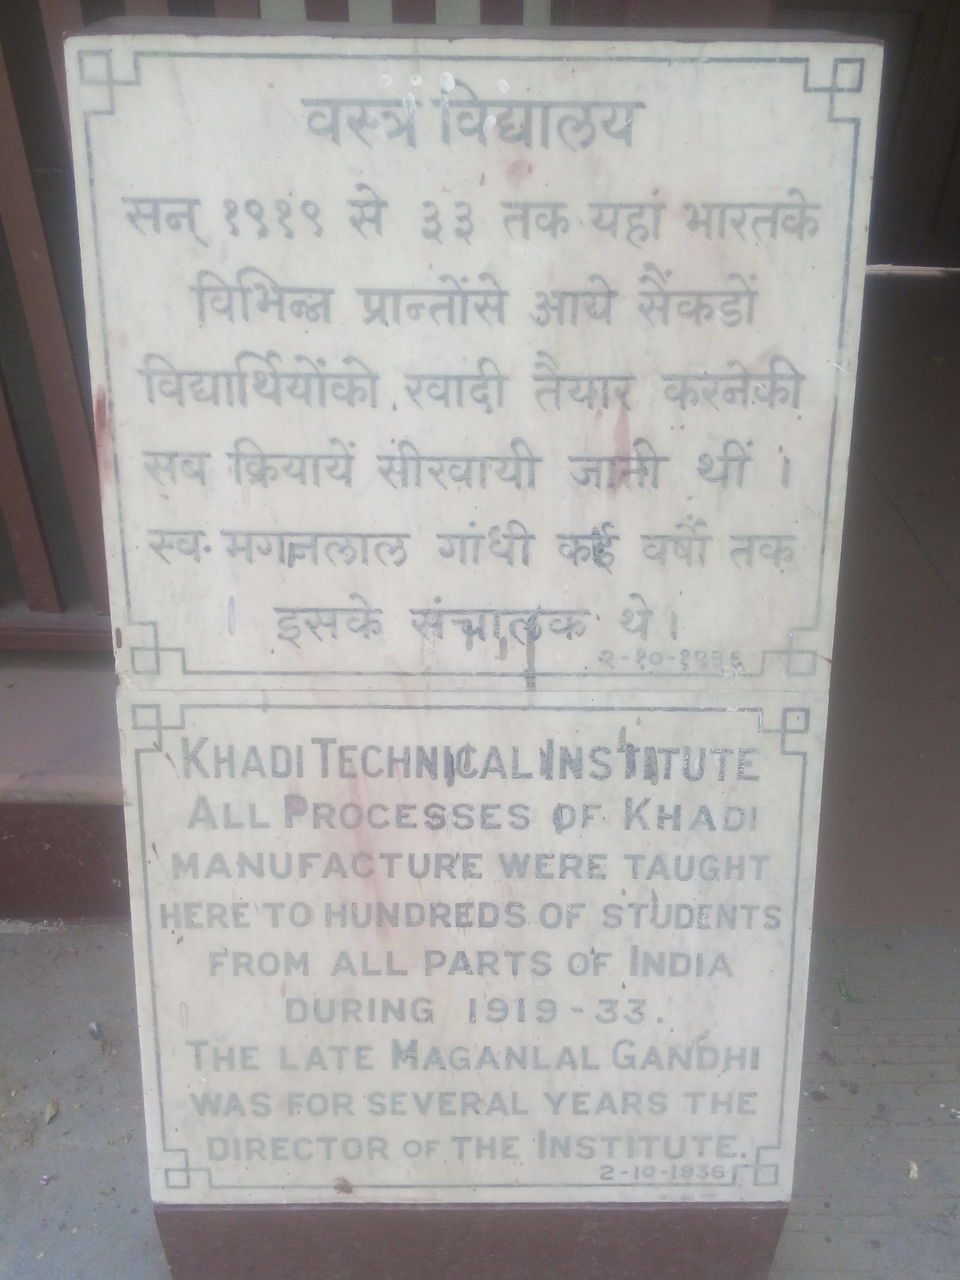 वस्त्र विद्यालय
सन् १९१९ से ३३ तक यहां भारतके
विभिन्न प्रान्तोंसे आये सैंकडों
विद्यार्थियोंको खादी तैयार करनेकी
सब क्रियायें सीखायी जाती थीं ।
स्व. मगनलाल गांधी कई वर्षों तक
इसके संचालक थे।
KHADI TECHNICAL INSTITUTE
ALL PROCESSES OF KHADI
MANUFACTURE WERE TAUGHT
HERE TO HUNDREDS OF STUDENTS
FROM ALL PARTS OF INDIA
DURING 1919-33.
THE LATE MAGANLAL GANDHI
WAS FOR SEVERAL YEARS THE
DIRECTOR OF THE INSTITUTE.
2-10-1936